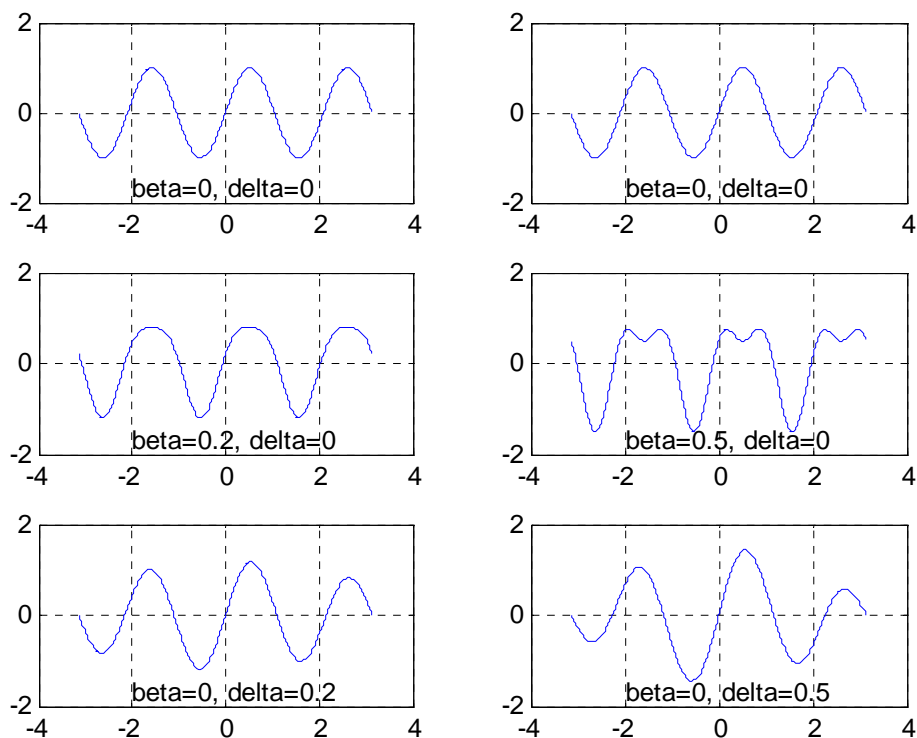 2
0
-2
-4 -2 0 2 4
beta=0, delta=0
2
0
-2
-4 -2 0 2 4
beta=0, delta=0
2
0
-2
-4 -2 0 2 4
beta=0.2, delta=0
2
0
-2
-4 -2 0 2 4
beta=0.5, delta=0
2
0
-2
-4 -2 0 2 4
beta=0, delta=0.2
2
0
-2
-4 -2 0 2 4
beta=0, delta=0.5